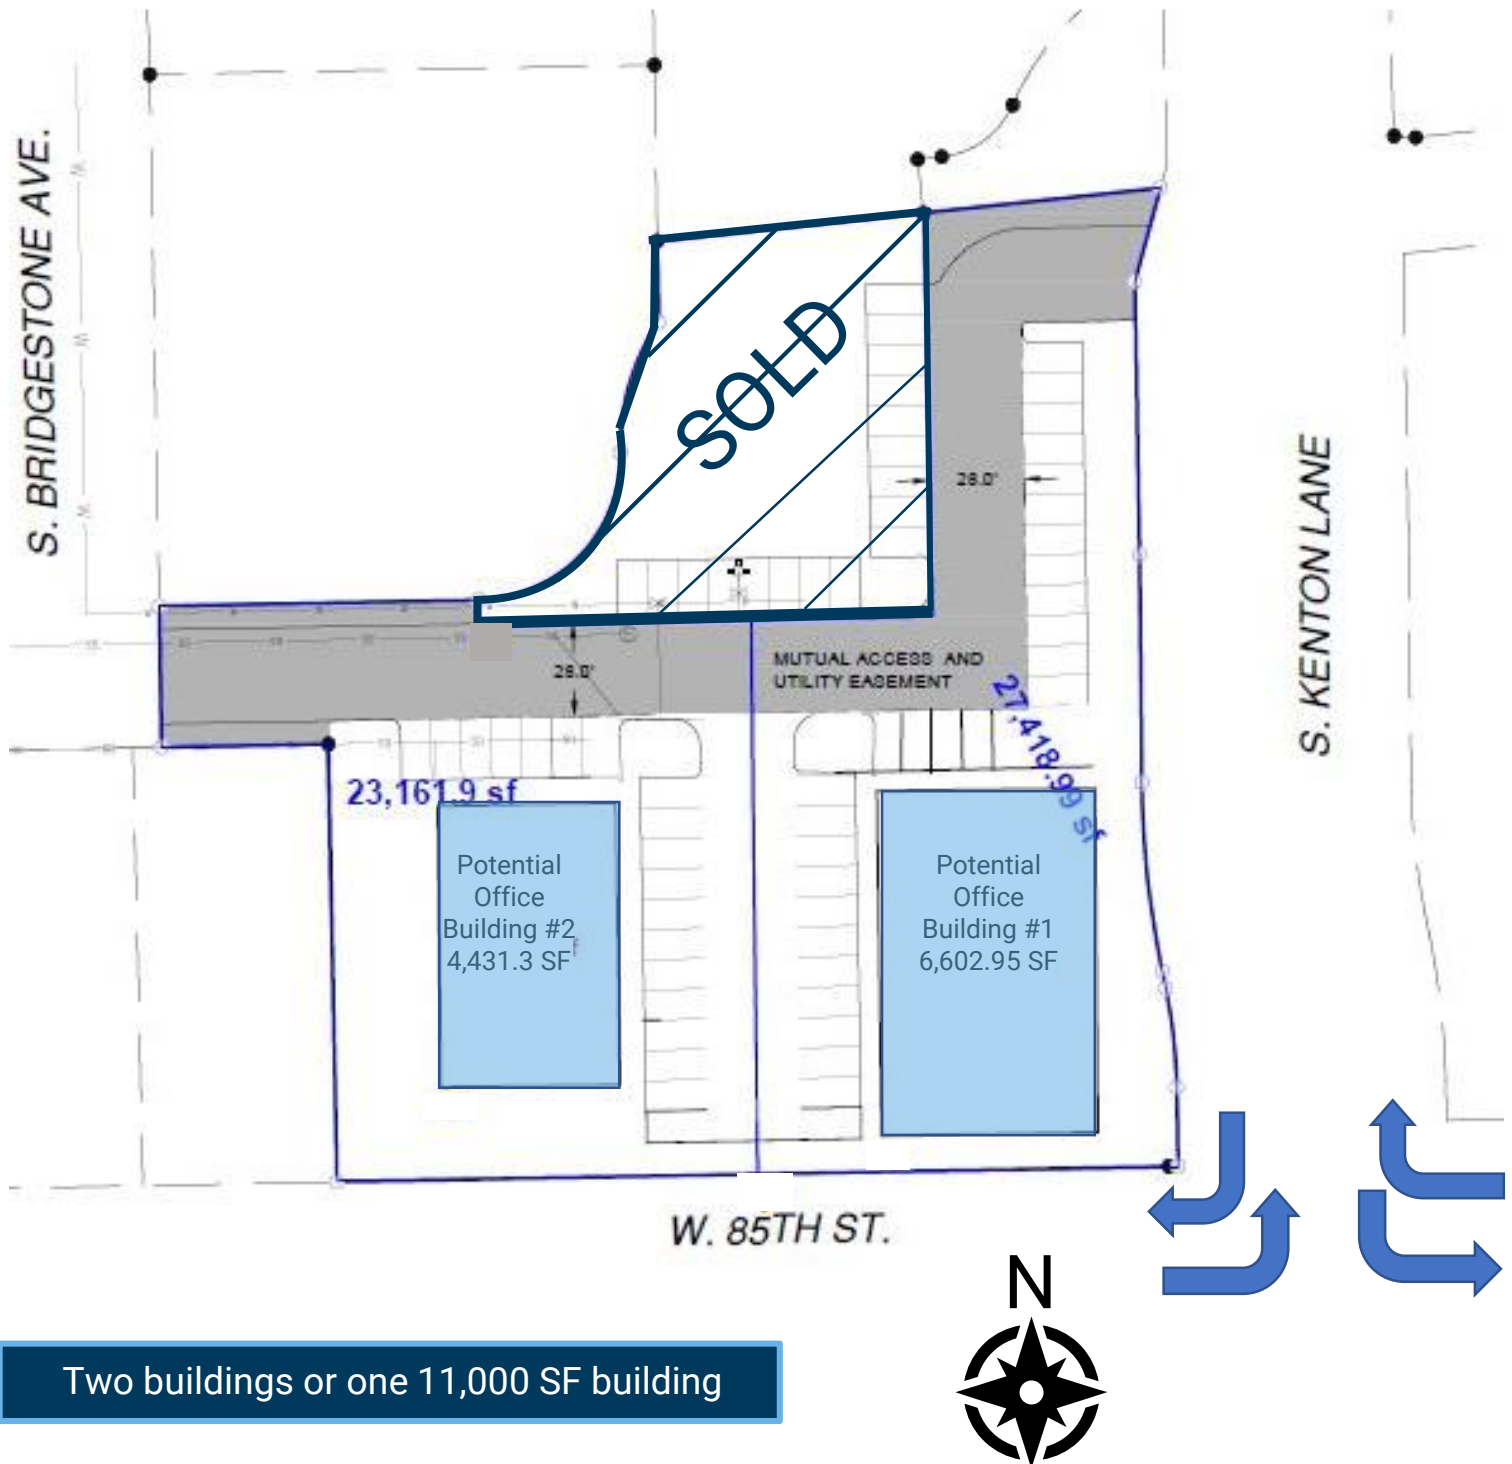 S. BRIDGESTONE AVE.
SOLD
28.0'
S. KENTON LANE
28.0'
MUTUAL ACCESS AND
UTILITY EASEMENT
27,418.99 sf
23,161.9 sf
Potential
Office
Building #2
4,431.3 SF
Potential
Office
Building #1
6,602.95 SF
W. 85TH ST.
N
Two buildings or one 11,000 SF building